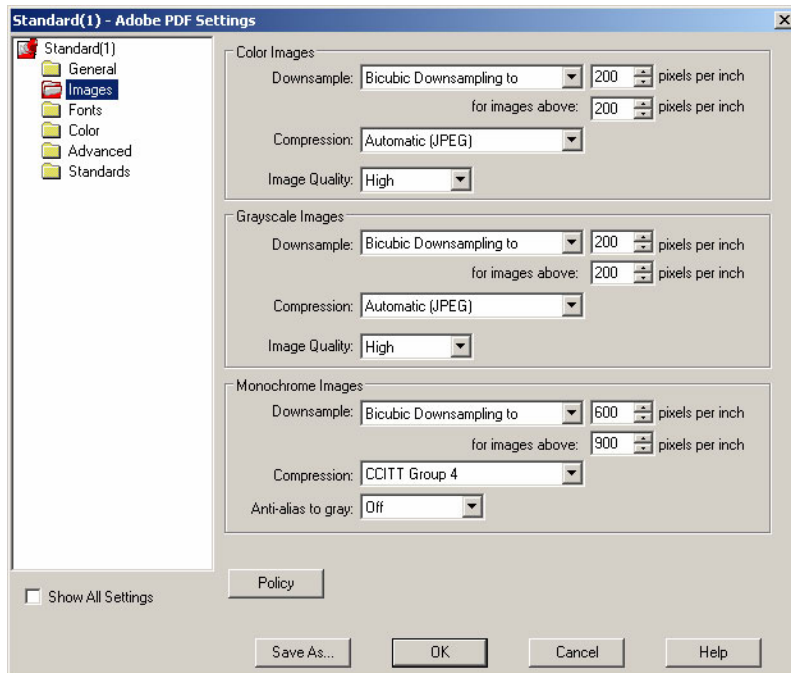 Standard(1) - Adobe PDF Settings
Standard(1)
General
Images
Fonts
Color
Advanced
Standards
Show All Settings
Color Images
Downsample: Bicubic Downsampling to 200 pixels per inch
for images above: 200 pixels per inch
Compression: Automatic (JPEG)
Image Quality: High
Grayscale Images
Downsample: Bicubic Downsampling to 200 pixels per inch
for images above: 200 pixels per inch
Compression: Automatic (JPEG)
Image Quality: High
Monochrome Images
Downsample: Bicubic Downsampling to 600 pixels per inch
for images above: 900 pixels per inch
Compression: CCITT Group 4
Anti-alias to gray: Off
Policy
Save As... OK Cancel Help